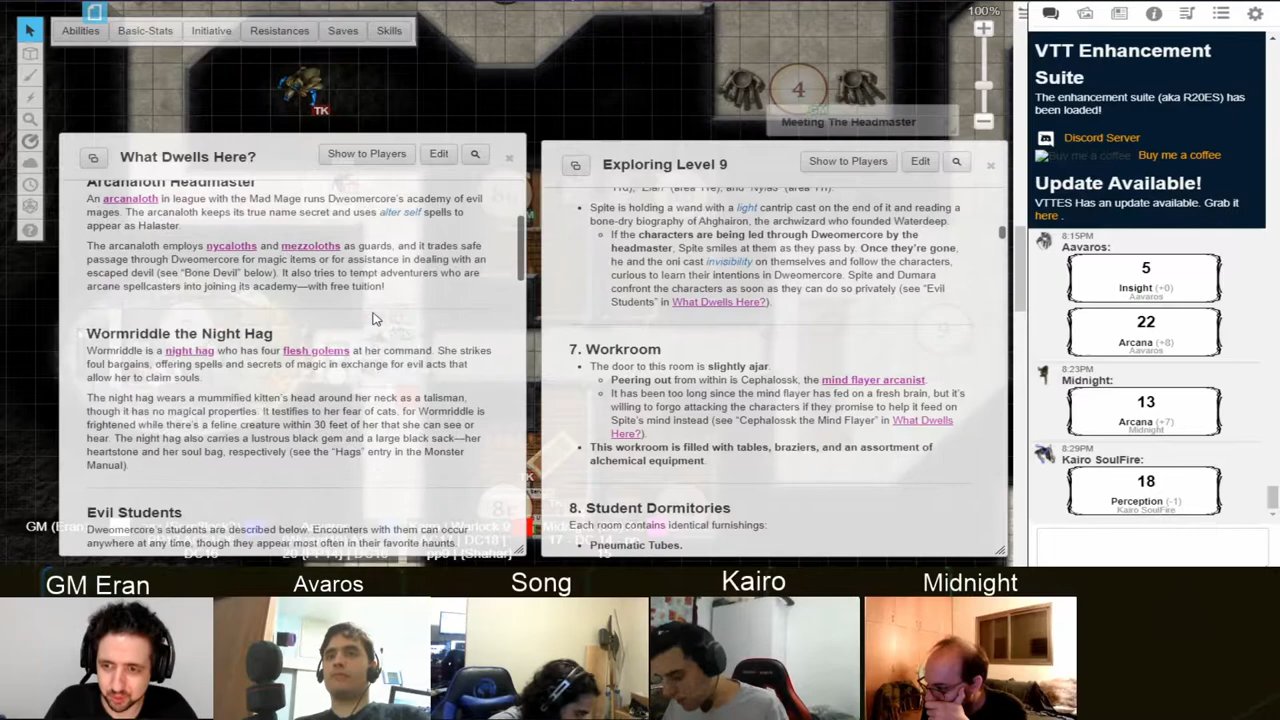 100%
Abilities Basic-Stats Initiative Resistances Saves Skills
TK
4
GM
Meeting The Headmaster
What Dwells Here?
Show to Players
Edit
Arcanaloth Headmaster
An arcanaloth in league with the Mad Mage runs Dweomercore's academy of evil
mages. The arcanaloth keeps its true name secret and uses alter self spells to
appear as Halaster.
The arcanaloth employs nycaloths and mezzoloths as guards, and it trades safe
passage through Dweomercore for magic items or for assistance in dealing with an
escaped devil (see "Bone Devil" below). It also tries to tempt adventurers who are
arcane spellcasters into joining its academy—with free tuition!
Wormriddle the Night Hag
Wormriddle is a night hag who has four flesh golems at her command. She strikes
foul bargains, offering spells and secrets of magic in exchange for evil acts that
allow her to claim souls.
The night hag wears a mummified kitten's head around her neck as a talisman,
though it has no magical properties. It testifies to her fear of cats, for Wormriddle is
frightened while there's a feline creature within 30 feet of her that she can see or
hear. The night hag also carries a lustrous black gem and a large black sack—her
heartstone and her soul bag, respectively (see the "Hags" entry in the Monster
Manual).
Evil Students
Dweomercore's students are described below. Encounters with them can occur
anywhere at any time, though they appear most often in their favorite haunts.
Exploring Level 9
Show to Players
Edit
Spite is holding a wand with a light cantrip cast on the end of it and reading a
bone-dry biography of Ahghairon, the archwizard who founded Waterdeep.
If the characters are being led through Dweomercore by the
headmaster, Spite smiles at them as they pass by. Once they're gone,
he and the oni cast invisibility on themselves and follow the characters,
curious to learn their intentions in Dweomercore. Spite and Dumara
confront the characters as soon as they can do so privately (see "Evil
Students" in What Dwells Here?).
7. Workroom
The door to this room is slightly ajar.
Peering out from within is Cephalossk, the mind flayer arcanist.
It has been too long since the mind flayer has fed on a fresh brain, but it's
willing to forgo attacking the characters if they promise to help it feed on
Spite's mind instead (see "Cephalossk the Mind Flayer" in What Dwells
Here?).
This workroom is filled with tables, braziers, and an assortment of
alchemical equipment.
8. Student Dormitories
Each room contains identical furnishings:
Pneumatic Tubes.
VTT Enhancement
Suite
The enhancement suite (aka R20ES) has
been loaded!
Discord Server
Buy me a coffee Buy me a coffee
Update Available!
VTTES Has an update available. Grab it
here .
8:15PM
Aavaros:
5
Insight (+0)
Aavaros
22
Arcana (+8)
Aavaros
8:23PM
Midnight:
13
Arcana (+7)
Midnight
8:29PM
Kairo SoulFire:
18
Perception (-1)
Kairo SoulFire
GM Eran
Avaros
Song
Kairo
Midnight